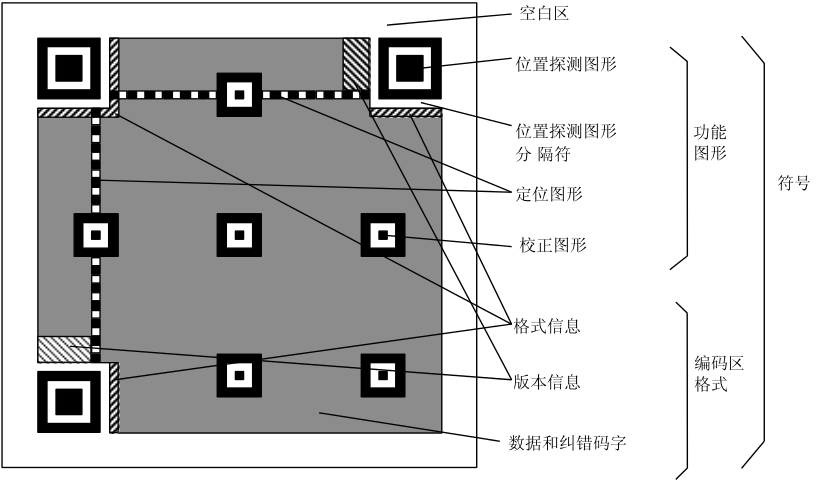 空白区
位置探测图形
位置探测图形
分 隔符
定位图形
校正图形
格式信息
版本信息
数据和纠错码字
功能
图形
编码区
格式
符号